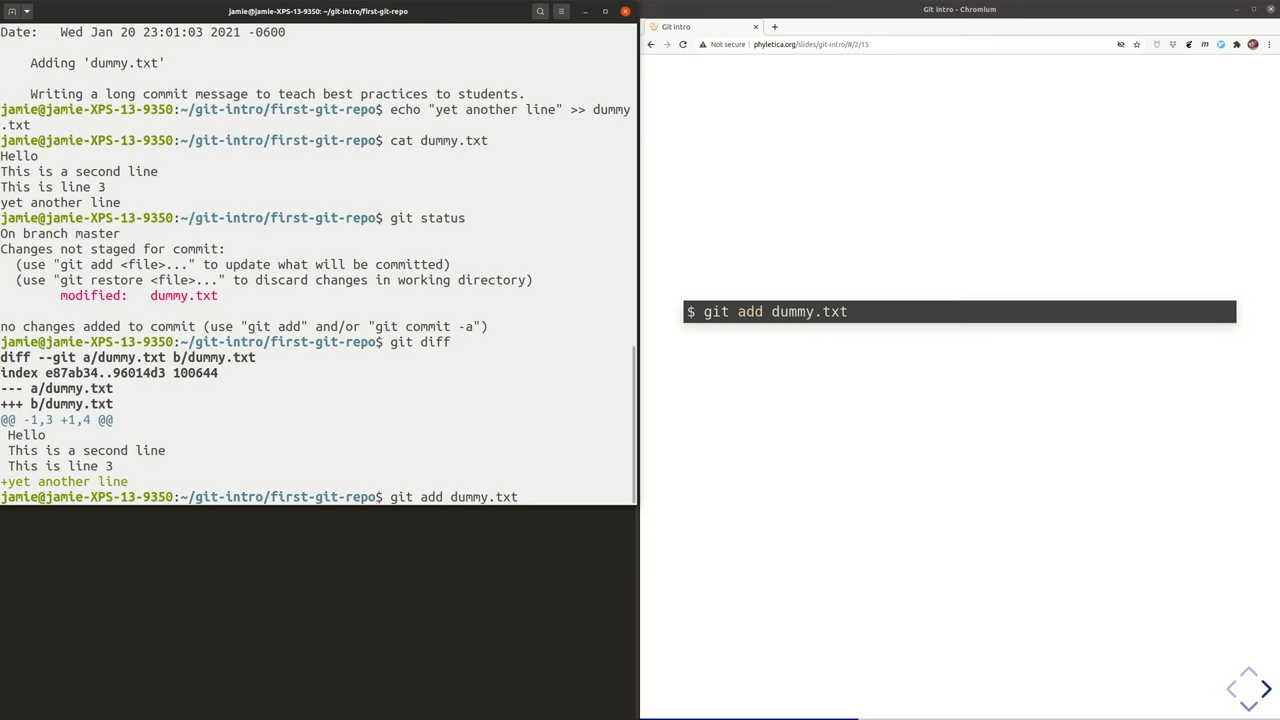 jamie@jamie-XPS-13-9350: ~/git-intro/first-git-repo
Date:   Wed Jan 20 23:01:03 2021 -0600
    Adding 'dummy.txt'
    Writing a long commit message to teach best practices to students.
jamie@jamie-XPS-13-9350:~/git-intro/first-git-repo$ echo "yet another line" >> dummy
.txt
jamie@jamie-XPS-13-9350:~/git-intro/first-git-repo$ cat dummy.txt
Hello
This is a second line
This is line 3
yet another line
jamie@jamie-XPS-13-9350:~/git-intro/first-git-repo$ git status
On branch master
Changes not staged for commit:
  (use "git add <file>..." to update what will be committed)
  (use "git restore <file>..." to discard changes in working directory)
        modified:   dummy.txt
no changes added to commit (use "git add" and/or "git commit -a")
jamie@jamie-XPS-13-9350:~/git-intro/first-git-repo$ git diff
diff --git a/dummy.txt b/dummy.txt
index e87ab34..96014d3 100644
--- a/dummy.txt
+++ b/dummy.txt
@@ -1,3 +1,4 @@
 Hello
 This is a second line
 This is line 3
+yet another line
jamie@jamie-XPS-13-9350:~/git-intro/first-git-repo$ git add dummy.txt
Git intro - Chromium
Git intro
Not secure | phyletica.org/slides/git-intro/#/2/15
$ git add dummy.txt